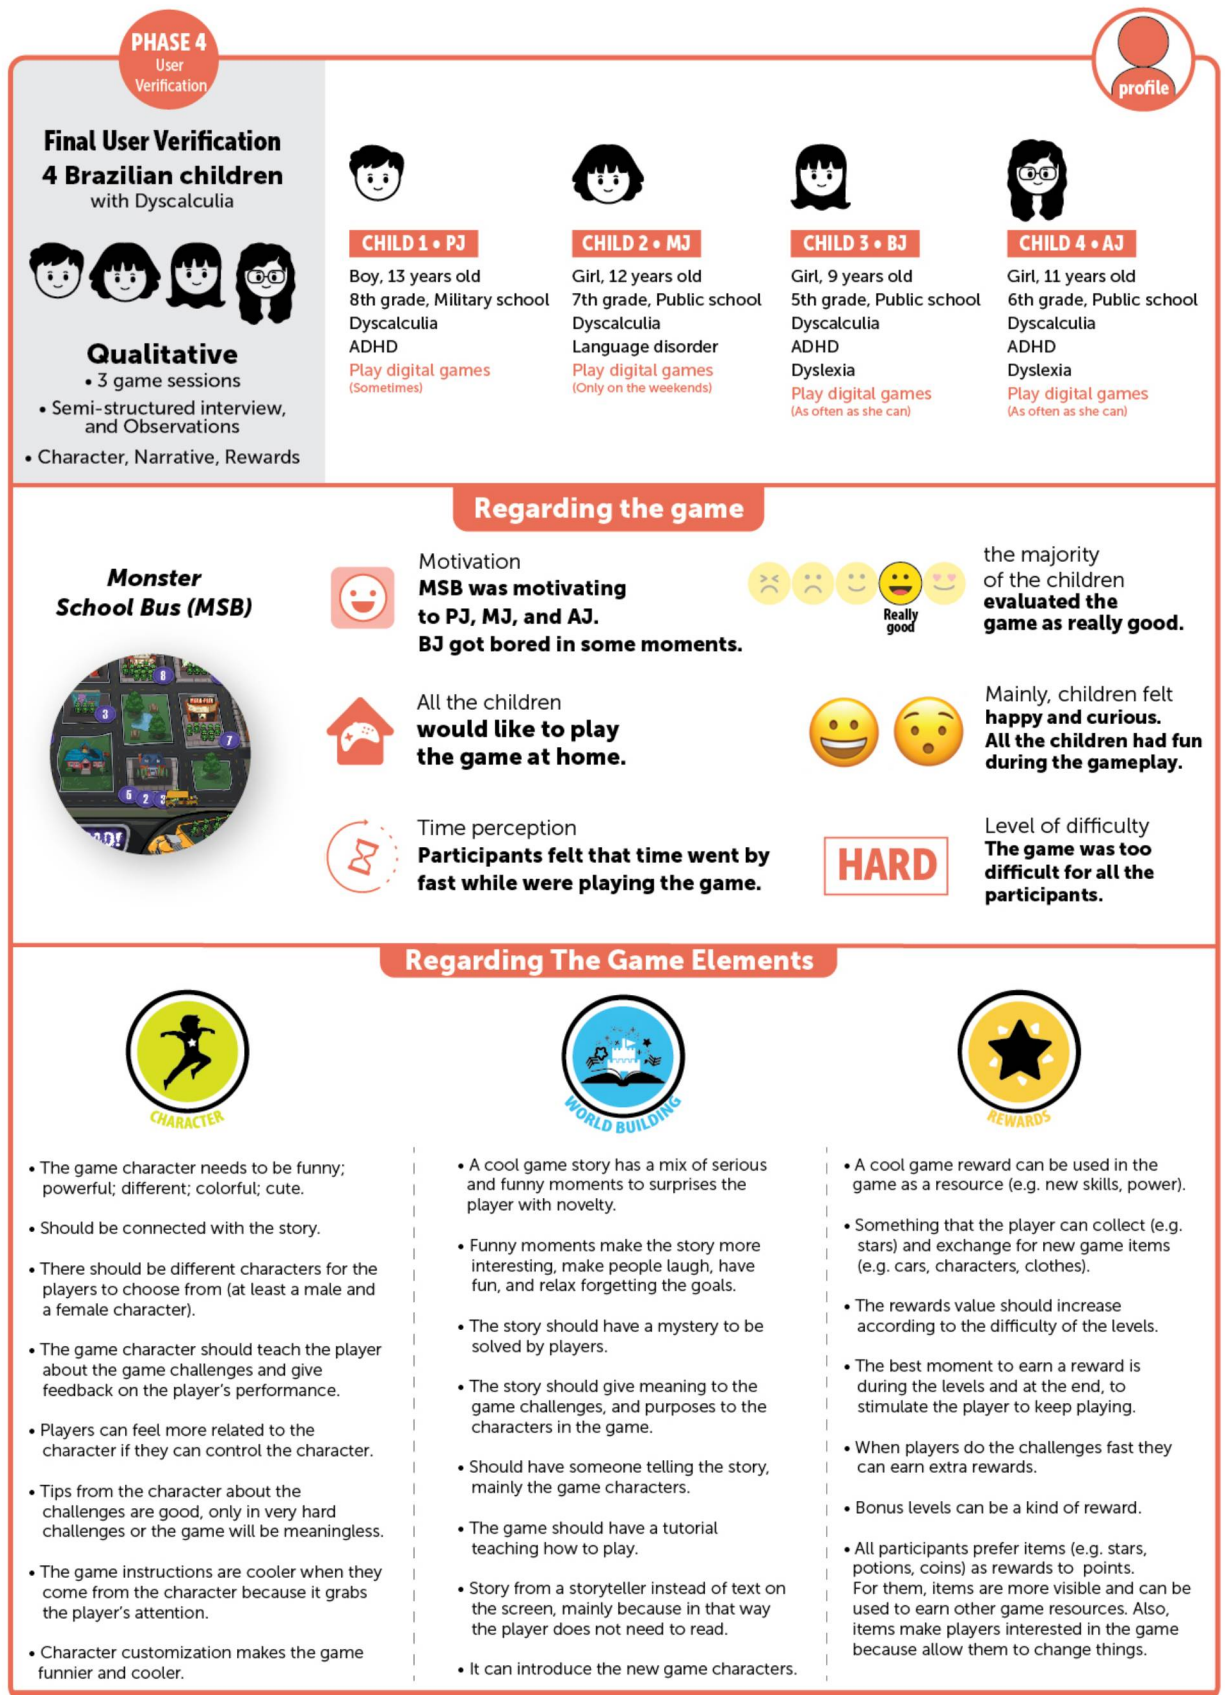 PHASE 4
User
Verification
profile
Final User Verification
4 Brazilian children
with Dyscalculia
Qualitative
• 3 game sessions
• Semi-structured interview,
and Observations
• Character, Narrative, Rewards
CHILD 1 • PJ
Boy, 13 years old
8th grade, Military school
Dyscalculia
ADHD
Play digital games
(Sometimes)
CHILD 2 • MJ
Girl, 12 years old
7th grade, Public school
Dyscalculia
Language disorder
Play digital games
(Only on the weekends)
CHILD 3 • BJ
Girl, 9 years old
5th grade, Public school
Dyscalculia
ADHD
Dyslexia
Play digital games
(As often as she can)
CHILD 4 • AJ
Girl, 11 years old
6th grade, Public school
Dyscalculia
ADHD
Dyslexia
Play digital games
(As often as she can)
Regarding the game
Monster
School Bus (MSB)
8
3
7
5 2 3
Motivation
MSB was motivating
to PJ, MJ, and AJ.
BJ got bored in some moments.
Really
good
the majority
of the children
evaluated the
game as really good.
All the children
would like to play
the game at home.
Mainly, children felt
happy and curious.
All the children had fun
during the gameplay.
Time perception
Participants felt that time went by
fast while were playing the game.
HARD
Level of difficulty
The game was too
difficult for all the
participants.
Regarding The Game Elements
CHARACTER
• The game character needs to be funny;
powerful; different; colorful; cute.
• Should be connected with the story.
• There should be different characters for the
players to choose from (at least a male and
a female character).
• The game character should teach the player
about the game challenges and give
feedback on the player's performance.
• Players can feel more related to the
character if they can control the character.
• Tips from the character about the
challenges are good, only in very hard
challenges or the game will be meaningless.
• The game instructions are cooler when they
come from the character because it grabs
the player's attention.
• Character customization makes the game
funnier and cooler.
WORLD BUILDING
• A cool game story has a mix of serious
and funny moments to surprises the
player with novelty.
• Funny moments make the story more
interesting, make people laugh, have
fun, and relax forgetting the goals.
• The story should have a mystery to be
solved by players.
• The story should give meaning to the
game challenges, and purposes to the
characters in the game.
• Should have someone telling the story,
mainly the game characters.
• The game should have a tutorial
teaching how to play.
• Story from a storyteller instead of text on
the screen, mainly because in that way
the player does not need to read.
• It can introduce the new game characters.
REWARDS
• A cool game reward can be used in the
game as a resource (e.g. new skills, power).
• Something that the player can collect (e.g.
stars) and exchange for new game items
(e.g. cars, characters, clothes).
• The rewards value should increase
according to the difficulty of the levels.
• The best moment to earn a reward is
during the levels and at the end, to
stimulate the player to keep playing.
• When players do the challenges fast they
can earn extra rewards.
• Bonus levels can be a kind of reward.
• All participants prefer items (e.g. stars,
potions, coins) as rewards to points.
For them, items are more visible and can be
used to earn other game resources. Also,
items make players interested in the game
because allow them to change things.